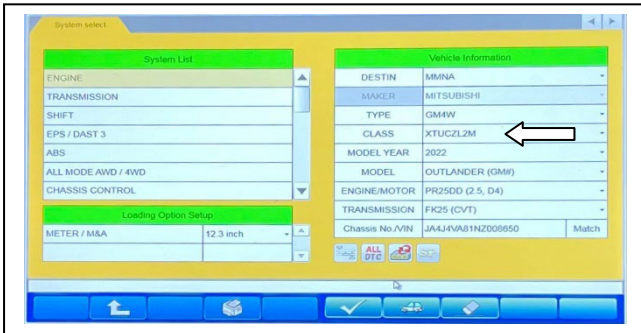 System select
System List
ENGINE
TRANSMISSION
SHIFT
EPS / DAST 3
ABS
ALL MODE AWD / 4WD
CHASSIS CONTROL
Loading Option Setup
METER / M&A 12.3 inch
Vehicle Information
DESTIN MMNA
MAKER MITSUBISHI
TYPE GM4W
CLASS XTUCZL2M
MODEL YEAR 2022
MODEL OUTLANDER (GM#)
ENGINE/MOTOR PR25DD (2.5, D4)
TRANSMISSION FK25 (CVT)
Chassis No./VIN JA4J4VA81NZ008650 Match
ALL DTC